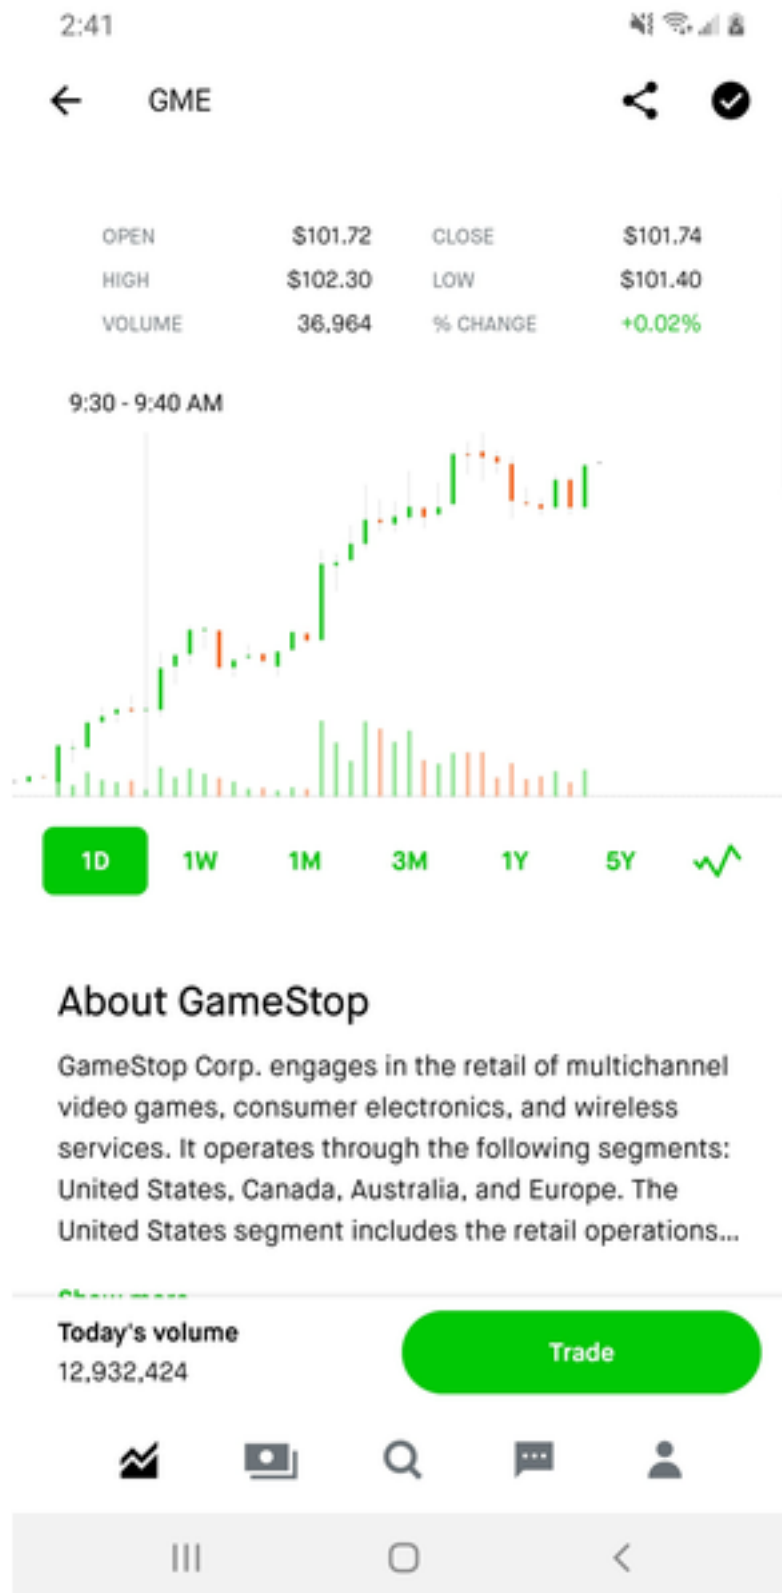 2:41
GME
OPEN $101.72 CLOSE $101.74
HIGH $102.30 LOW $101.40
VOLUME 36,964 % CHANGE +0.02%
9:30 - 9:40 AM
1D 1W 1M 3M 1Y 5Y
About GameStop
GameStop Corp. engages in the retail of multichannel
video games, consumer electronics, and wireless
services. It operates through the following segments:
United States, Canada, Australia, and Europe. The
United States segment includes the retail operations...
Show more
Today's volume
12,932,424
Trade